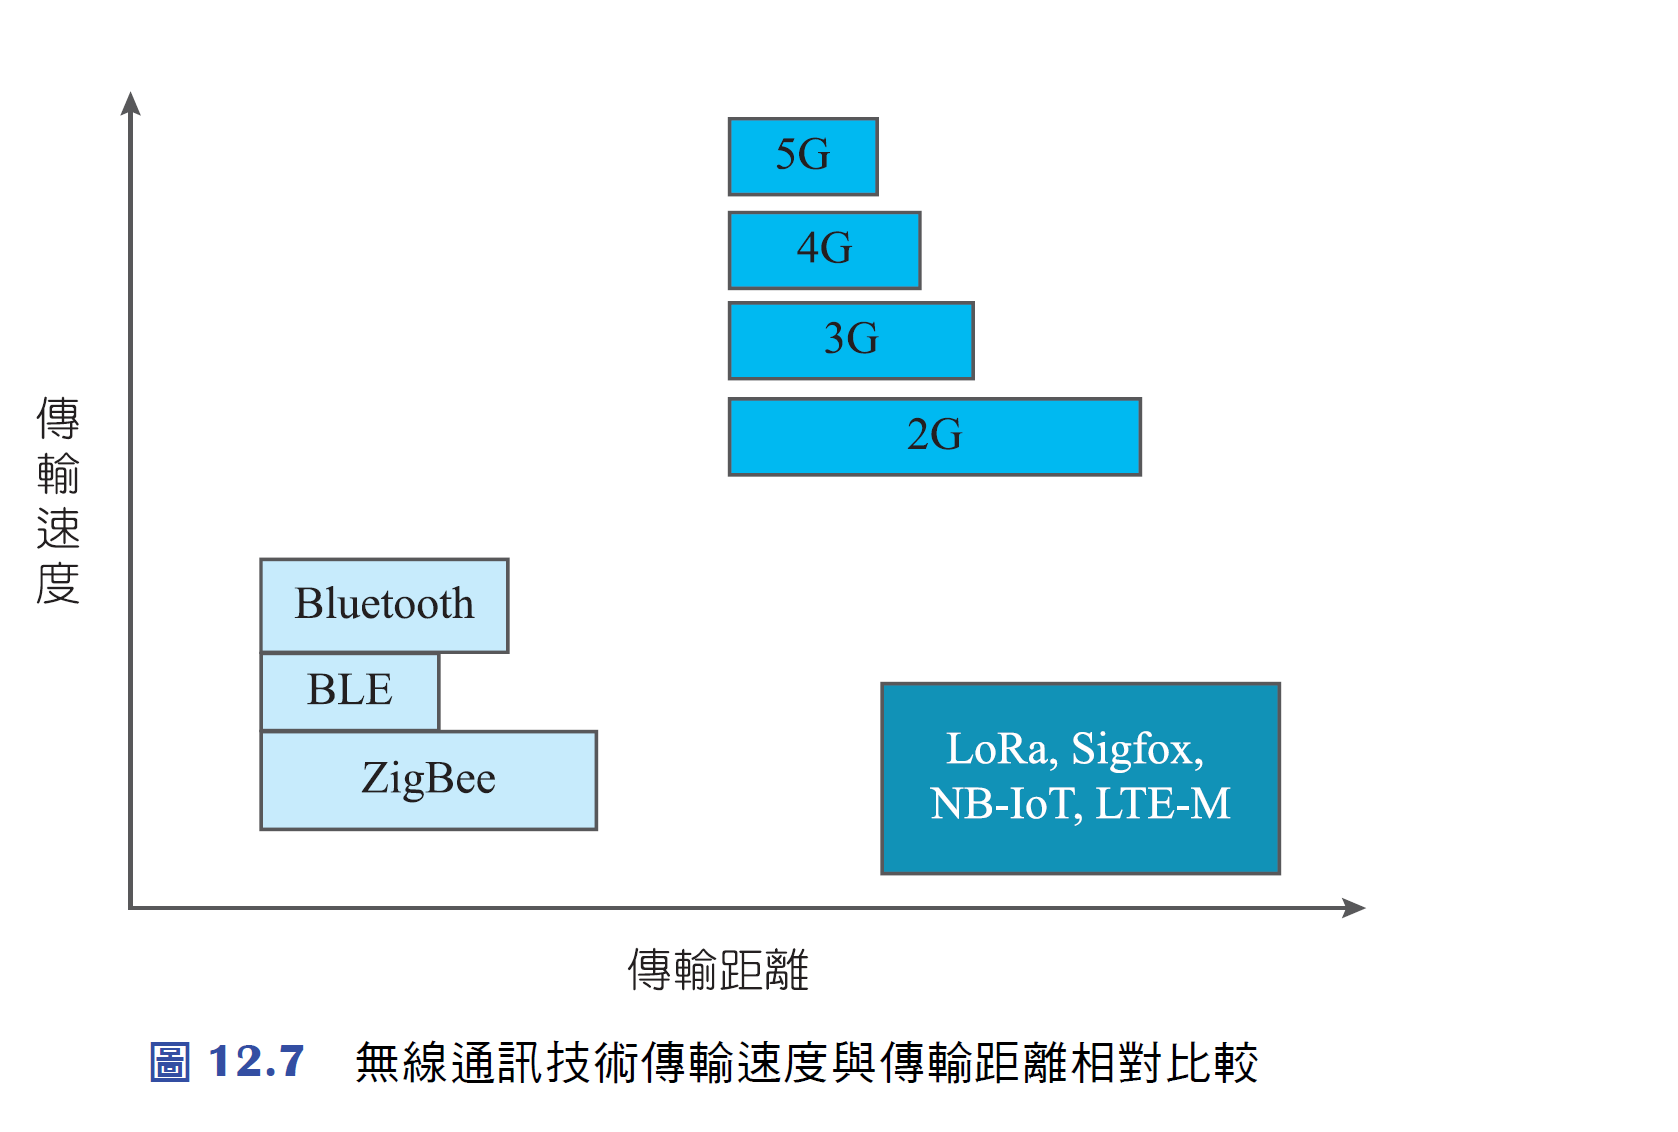 5G
4G
3G
2G
傳輸速度
Bluetooth
BLE
ZigBee
LoRa, Sigfox,
NB-IoT, LTE-M
傳輸距離
圖 12.7 無線通訊技術傳輸速度與傳輸距離相對比較